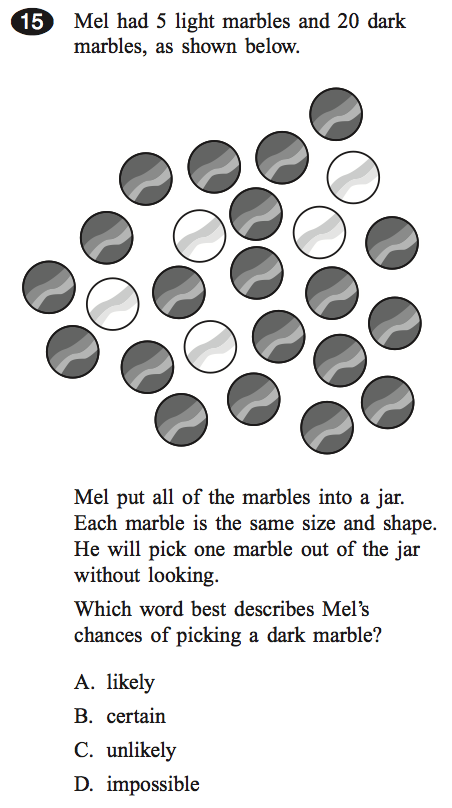 15 Mel had 5 light marbles and 20 dark
marbles, as shown below.
Mel put all of the marbles into a jar.
Each marble is the same size and shape.
He will pick one marble out of the jar
without looking.
Which word best describes Mel’s
chances of picking a dark marble?
A. likely
B. certain
C. unlikely
D. impossible